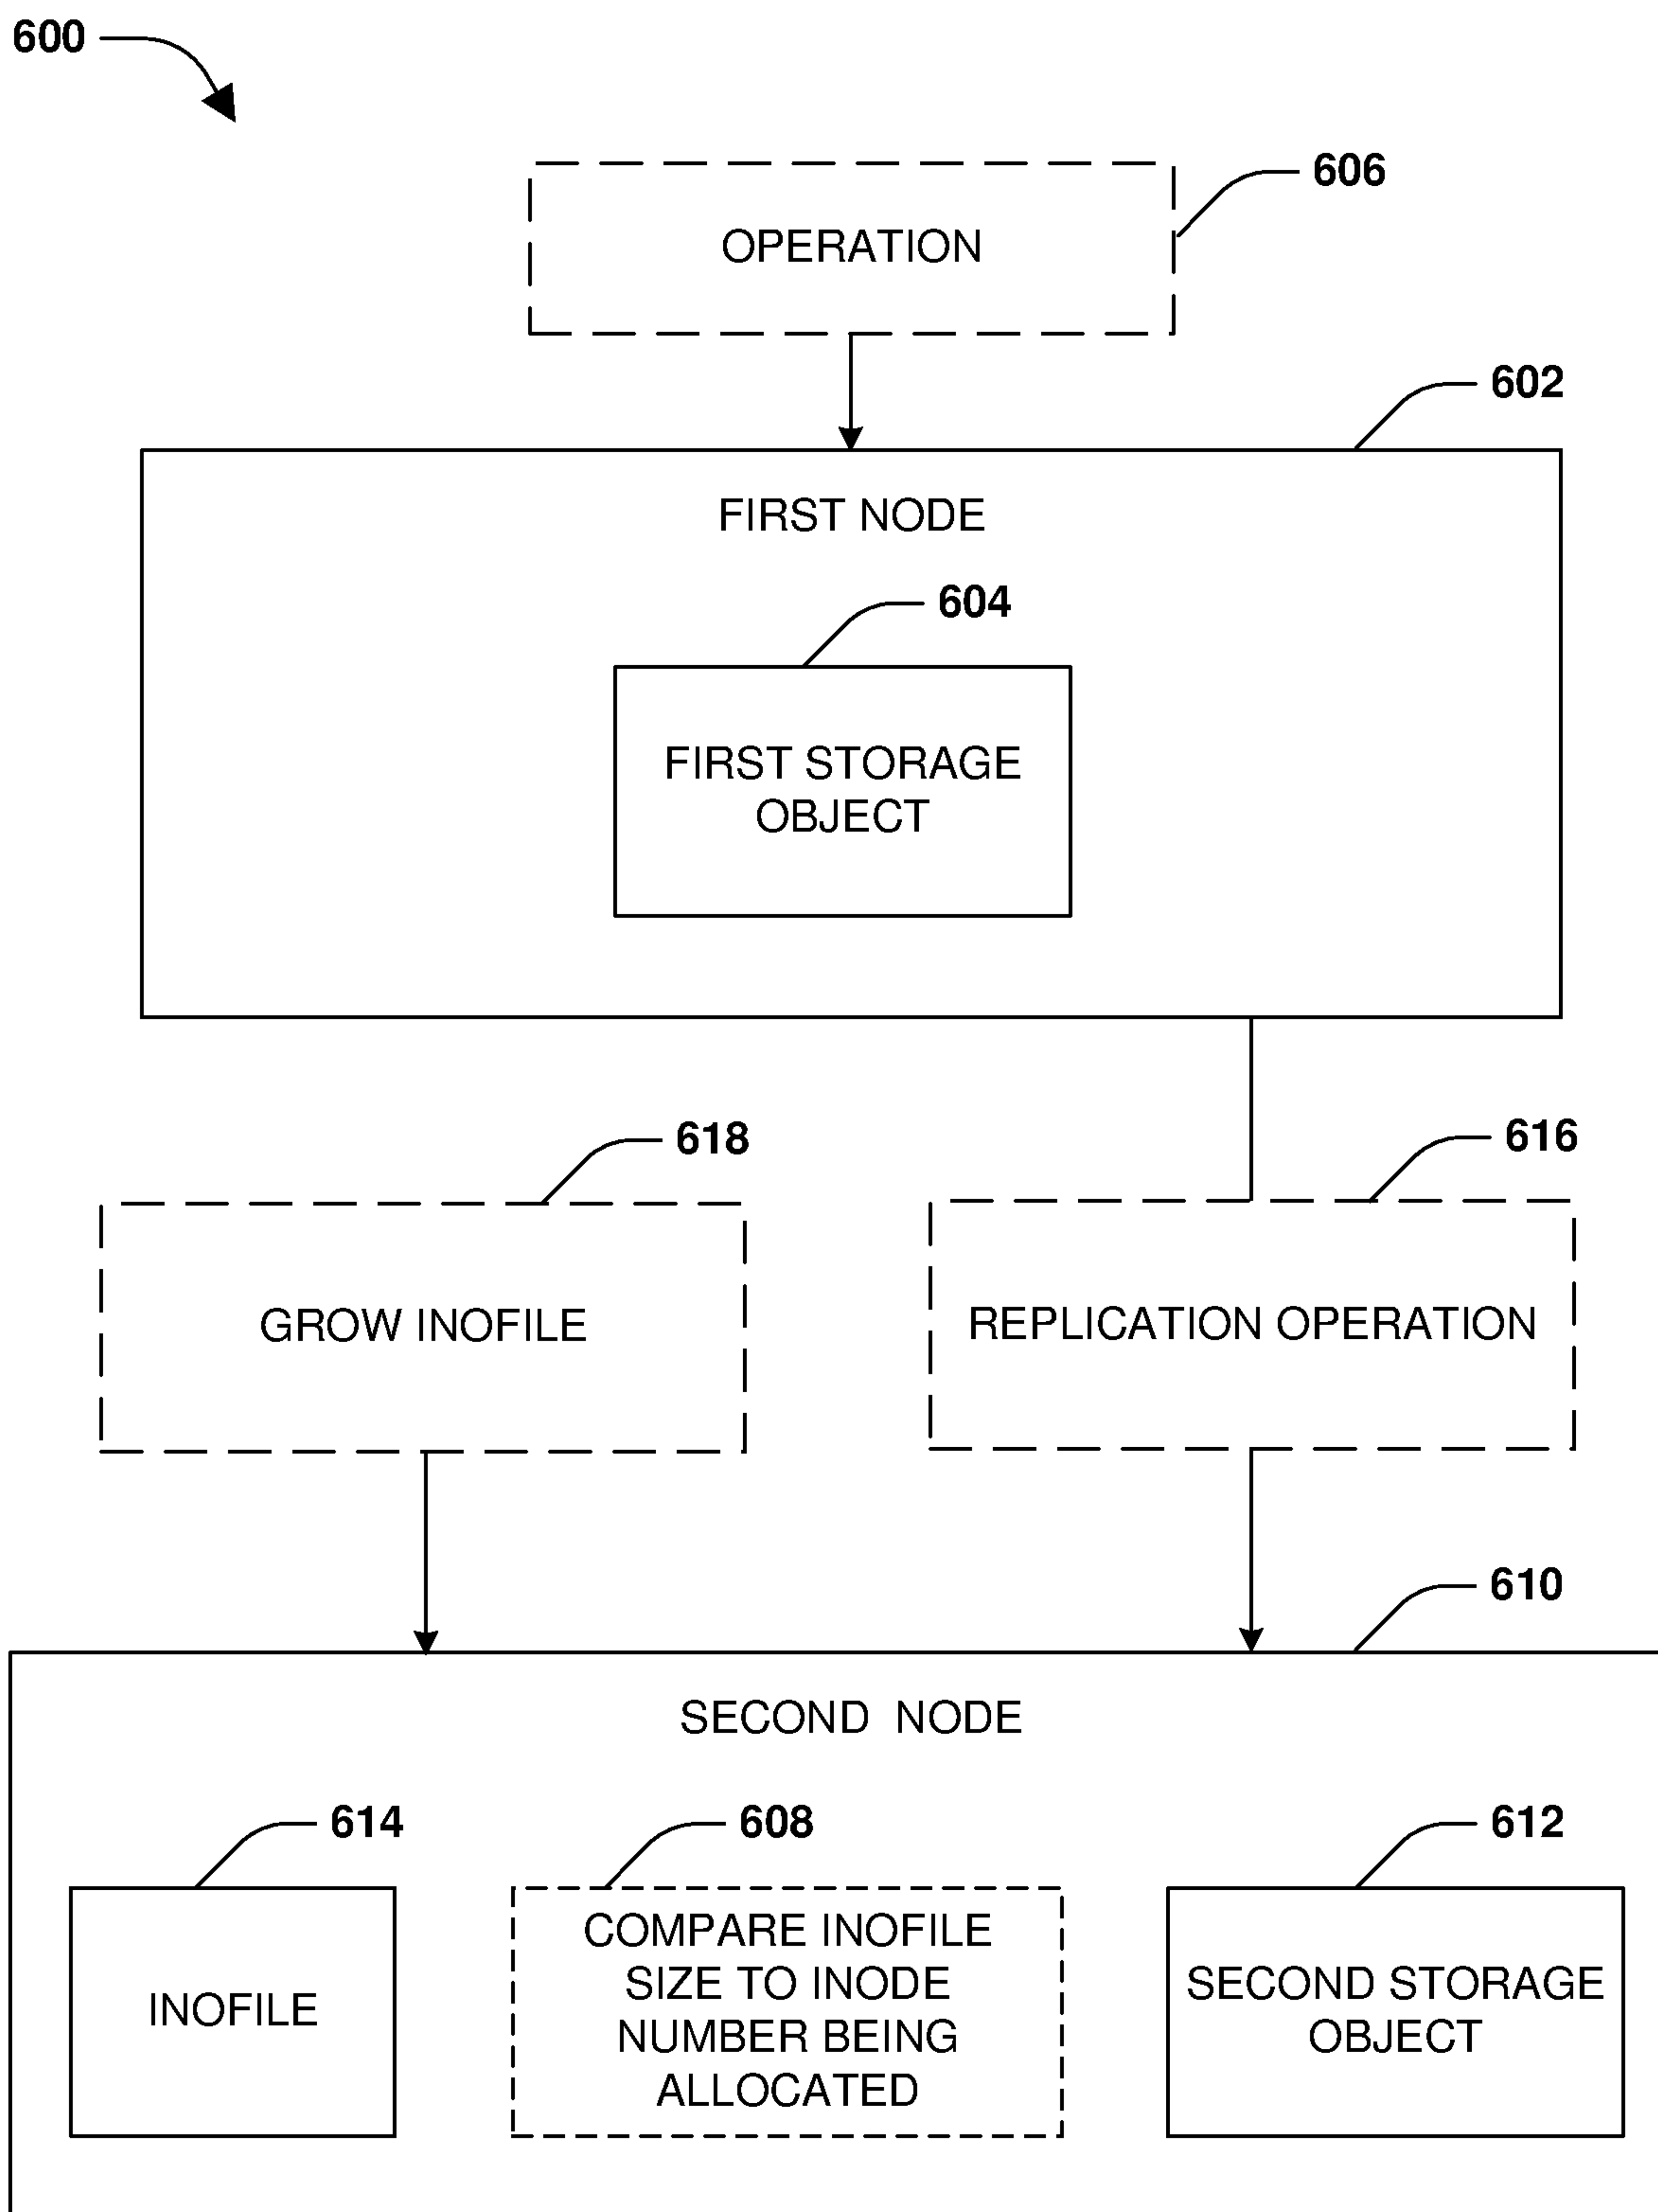 600
606
OPERATION
602
FIRST NODE
604
FIRST STORAGE
OBJECT
618
616
GROW INOFILE
REPLICATION OPERATION
610
SECOND NODE
614
608
612
INOFILE
COMPARE INOFILE
SIZE TO INODE
NUMBER BEING
ALLOCATED
SECOND STORAGE
OBJECT